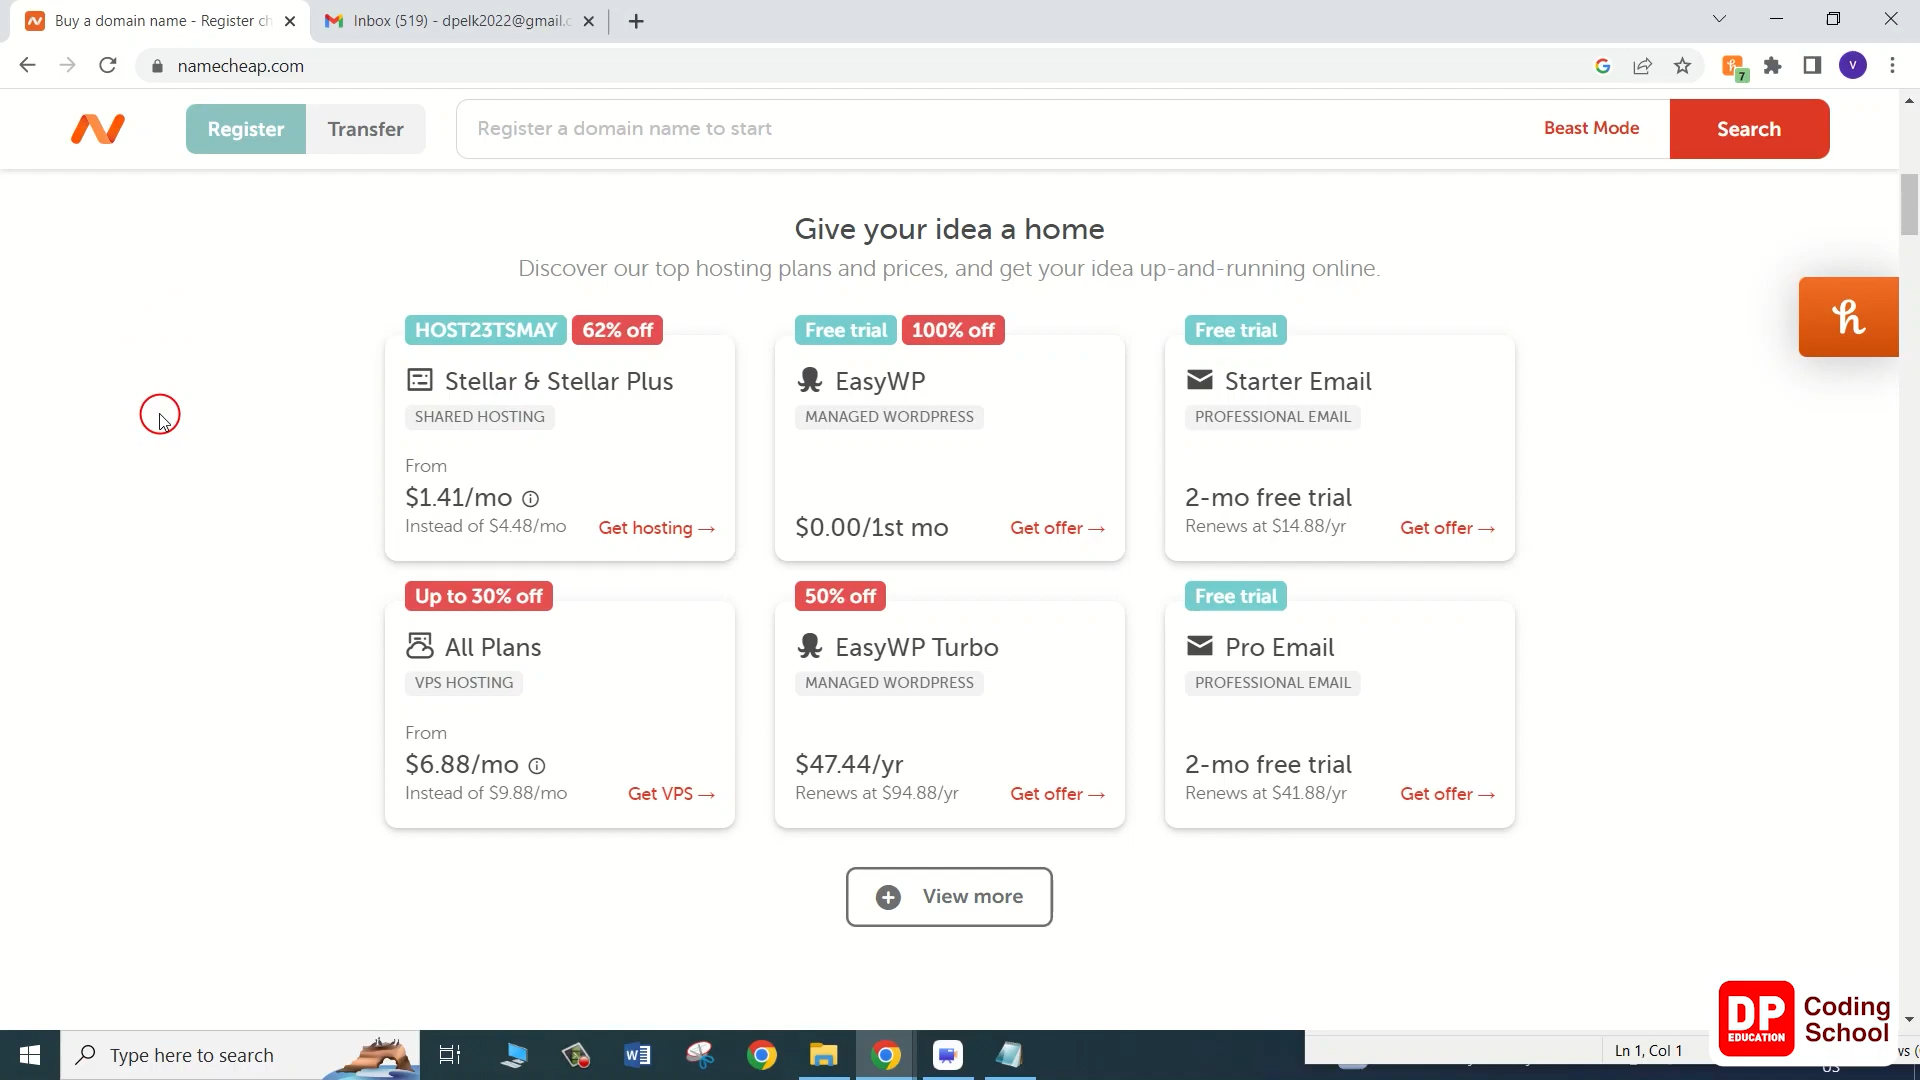 Buy a domain name - Register ch
Inbox (519) - dpelk2022@gmail.c
namecheap.com
7
V
Register
Transfer
Register a domain name to start
Beast Mode
Search
Give your idea a home
Discover our top hosting plans and prices, and get your idea up-and-running online.
HOST23TSMAY 62% off
Stellar & Stellar Plus
SHARED HOSTING
From
$1.41/mo
Instead of $4.48/mo
Get hosting →
Free trial 100% off
EasyWP
MANAGED WORDPRESS
$0.00/1st mo
Get offer →
Free trial
Starter Email
PROFESSIONAL EMAIL
2-mo free trial
Renews at $14.88/yr
Get offer →
Up to 30% off
All Plans
VPS HOSTING
From
$6.88/mo
Instead of $9.88/mo
Get VPS →
50% off
EasyWP Turbo
MANAGED WORDPRESS
$47.44/yr
Renews at $94.88/yr
Get offer →
Free trial
Pro Email
PROFESSIONAL EMAIL
2-mo free trial
Renews at $41.88/yr
Get offer →
View more
Type here to search
Ln 1, Col 1
DP
EDUCATION
Coding
School